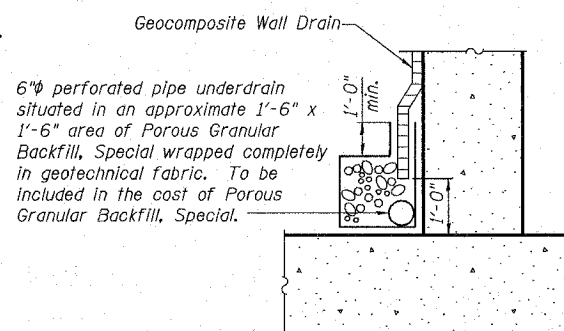 Geocomposite Wall Drain
6"ϕ perforated pipe underdrain
situated in an approximate 1'-6" x
1'-6" area of Porous Granular
Backfill, Special wrapped completely
in geotechnical fabric. To be
included in the cost of Porous
Granular Backfill, Special.
1'-0"
min.
1'-0"